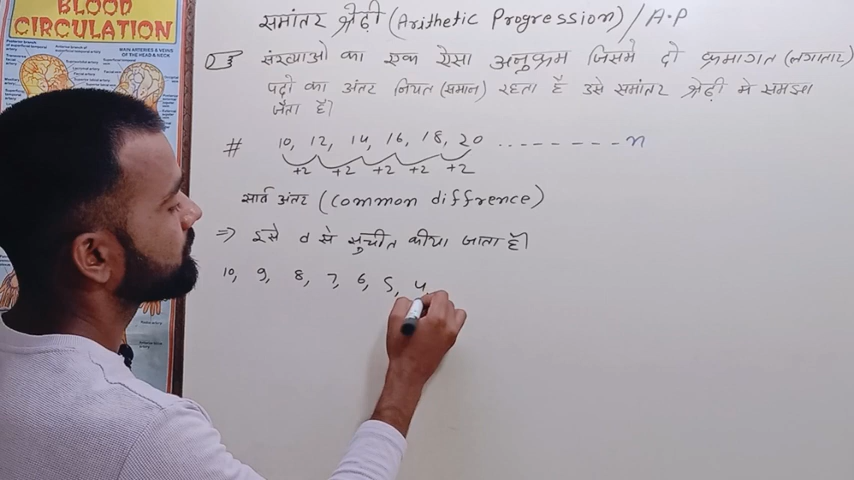 BLOOD
CIRCULATION
समांतर श्रेढ़ी (Arithetic Progression) / A.P
संख्याओ का एक ऐसा अनुक्रम जिसमे दो क्रमागत (लगातार)
पदो का अंतर नियत (समान) रहता है उसे समांतर श्रेढ़ी मे समझा
जैता है।
# 10, 12, 14, 16, 18, 20 --------- n
+2 +2 +2 +2 +2
सार्व अंतर (Common diffrence)
⇒ इसे d से सुचीत कीया जाता है।
10, 9, 8, 7, 6, 5, 4,